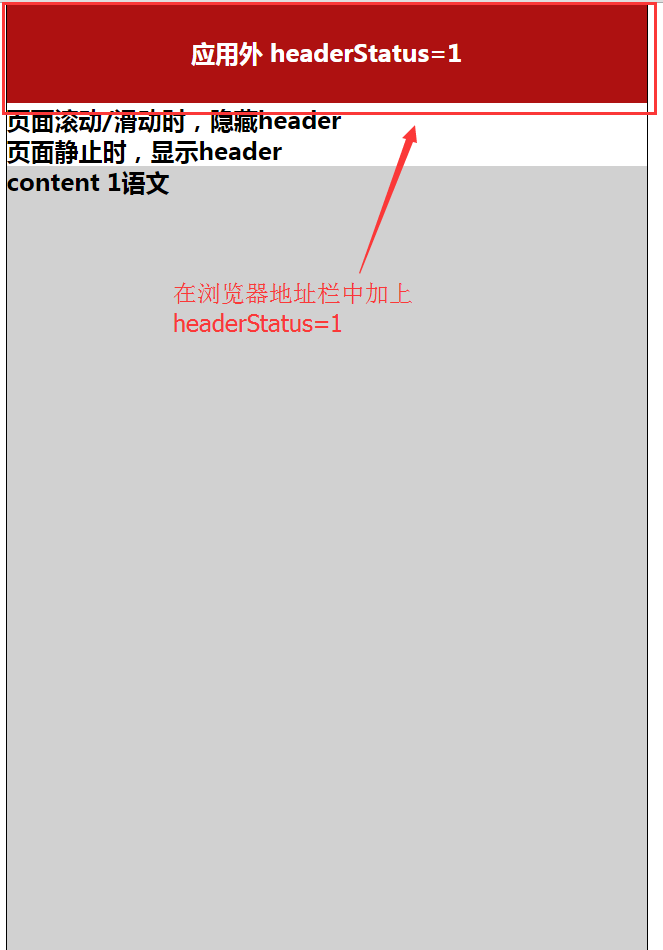 应用外 headerStatus=1
页面滚动/滑动时，隐藏header
页面静止时，显示header
content 1语文
在浏览器地址栏中加上
headerStatus=1